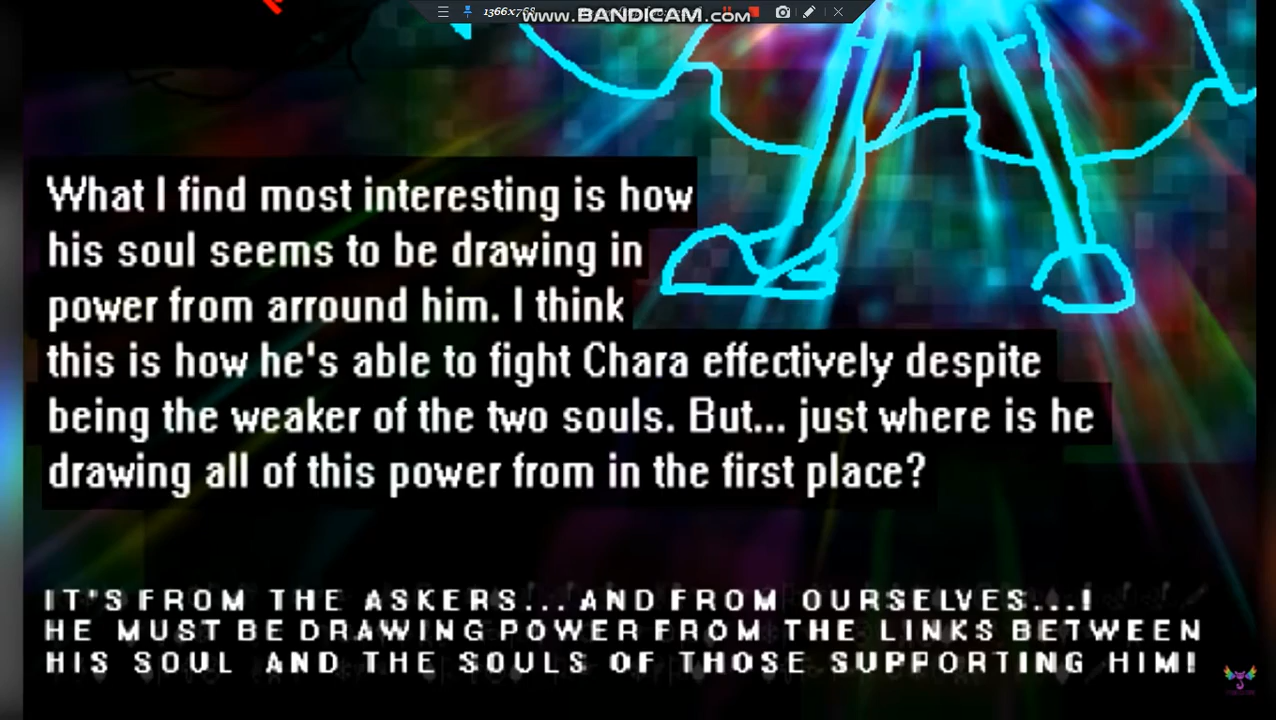 1366x768
www.BANDICAM.com
What I find most interesting is how
his soul seems to be drawing in
power from arround him. I think
this is how he's able to fight Chara effectively despite
being the weaker of the two souls. But... just where is he
drawing all of this power from in the first place?
IT'S FROM THE ASKERS... AND FROM OURSELVES...!
HE MUST BE DRAWING POWER FROM THE LINKS BETWEEN
HIS SOUL AND THE SOULS OF THOSE SUPPORTING HIM!